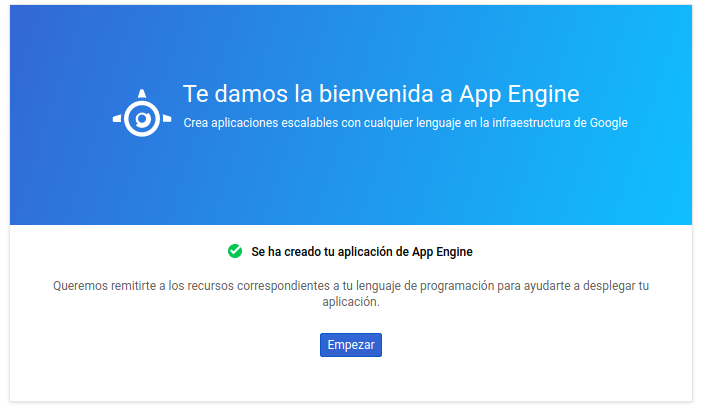 Te damos la bienvenida a App Engine
Crea aplicaciones escalables con cualquier lenguaje en la infraestructura de Google
Se ha creado tu aplicación de App Engine
Queremos remitirte a los recursos correspondientes a tu lenguaje de programación para ayudarte a desplegar tu
aplicación.
Empezar